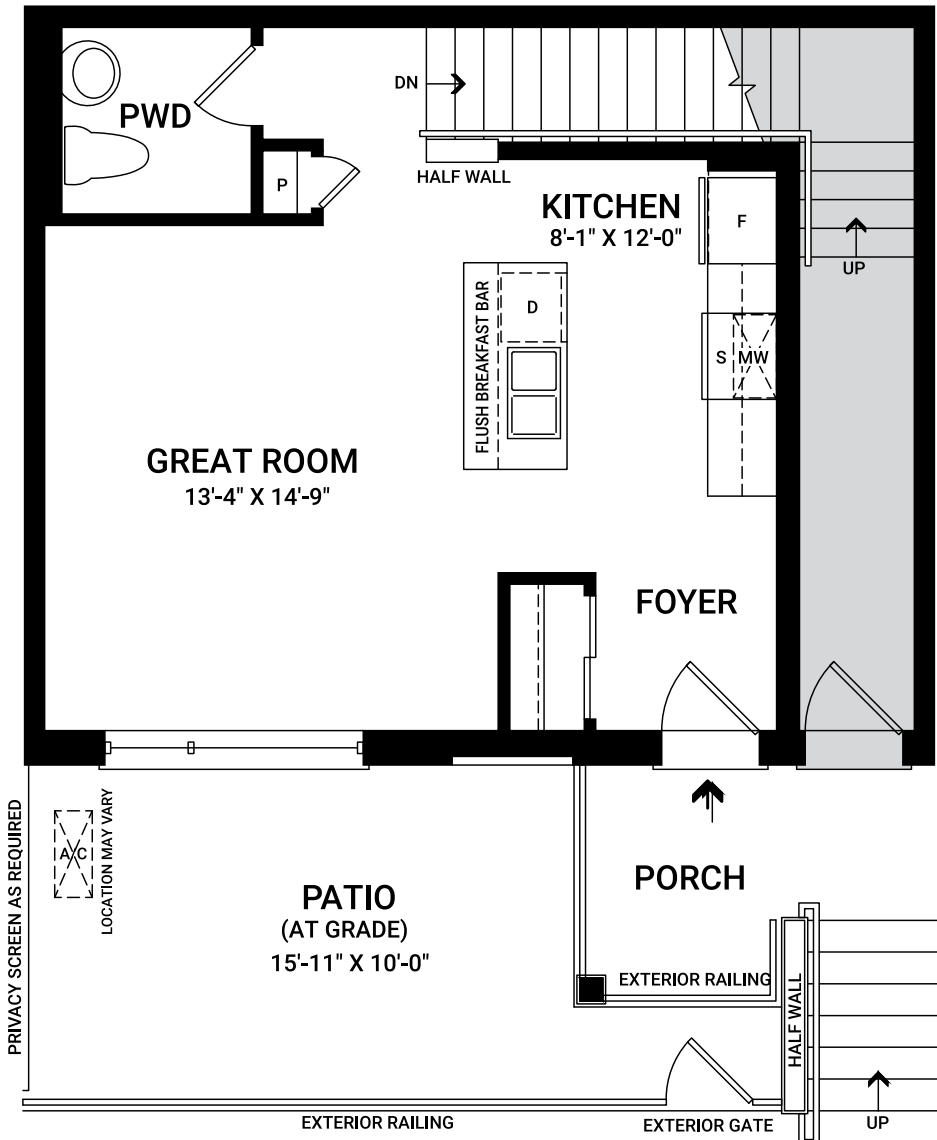 DN
PWD
P
HALF WALL
KITCHEN
8'-1" X 12'-0"
F
UP
FLUSH BREAKFAST BAR
D
S
MW
GREAT ROOM
13'-4" X 14'-9"
FOYER
PRIVACY SCREEN AS REQUIRED
A/C
LOCATION MAY VARY
PATIO
(AT GRADE)
15'-11" X 10'-0"
PORCH
EXTERIOR RAILING
HALF WALL
EXTERIOR RAILING
EXTERIOR GATE
UP